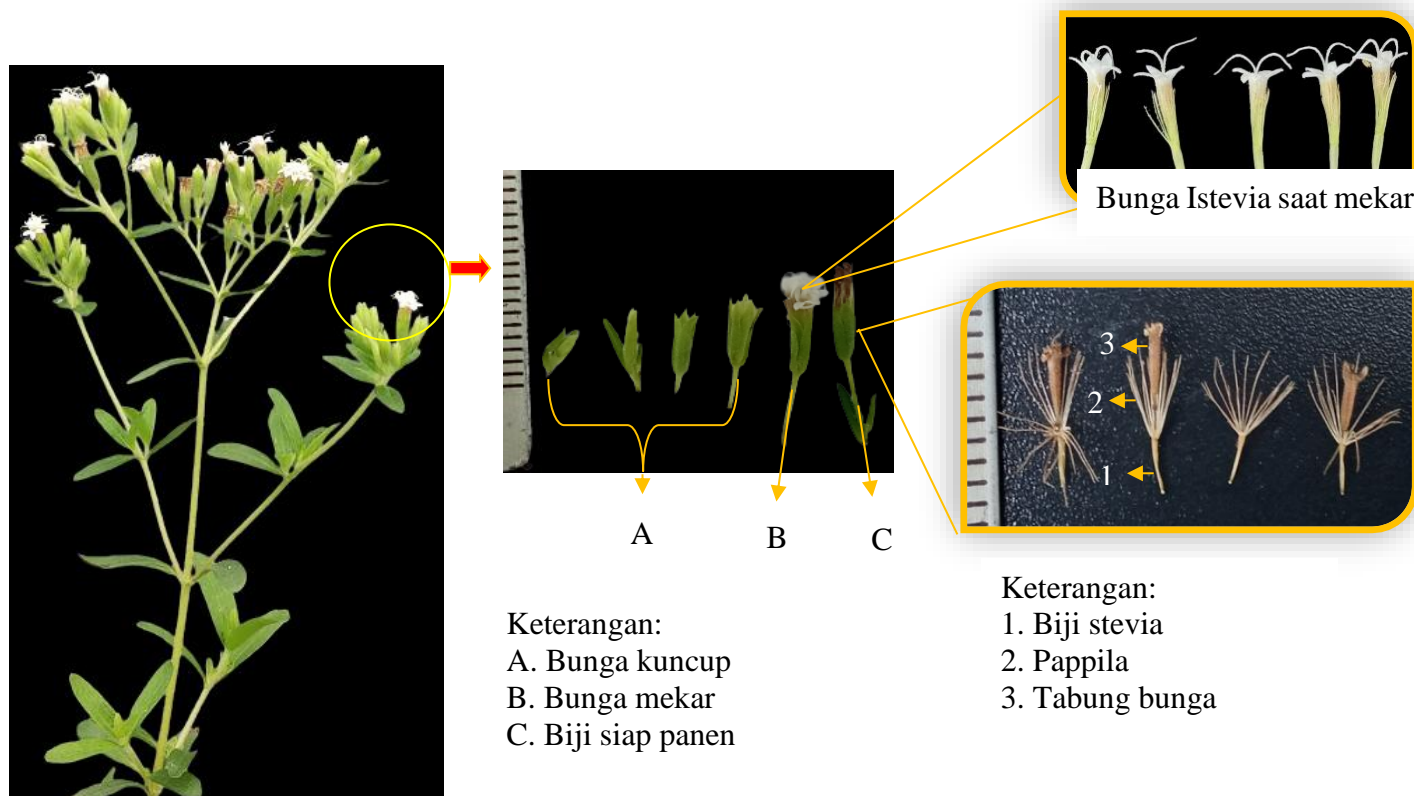 Bunga Istevia saat mekar
3
2
1
A
B
C
Keterangan:
A. Bunga kuncup
B. Bunga mekar
C. Biji siap panen
Keterangan:
1. Biji stevia
2. Pappila
3. Tabung bunga